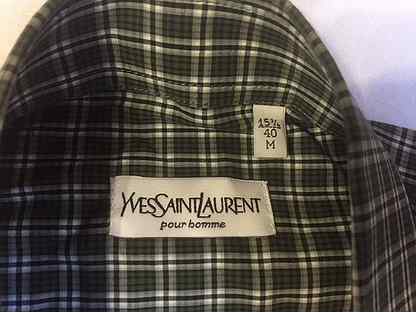 15¾
40
M
YVESSAINTLAURENT
pour homme